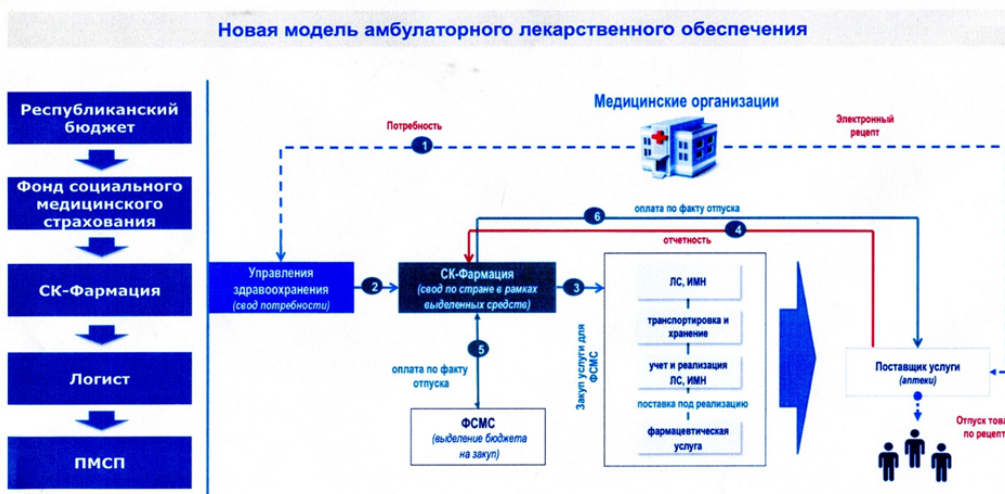 Новая модель амбулаторного лекарственного обеспечения
Республиканский
бюджет
Фонд социального
медицинского
страхования
СК-Фармация
Логист
ПМСП
Медицинские организации
Потребность
1
Электронный
рецепт
6
оплата по факту отпуска
4
отчетность
Управления
здравоохранения
(свод потребности)
2
СК-Фармация
(свод по стране в рамках
выделенных средств)
3
5
оплата по факту
отпуска
ФСМС
(выделение бюджета
на закуп)
Закуп услуги для
ФСМС
ЛС, ИМН
транспортировка и
хранение
учет и реализация
ЛС, ИМН
поставка под реализацию
фармацевтическая
услуга
Поставщик услуги
(аптеки)
Отпуск това
по рецепт